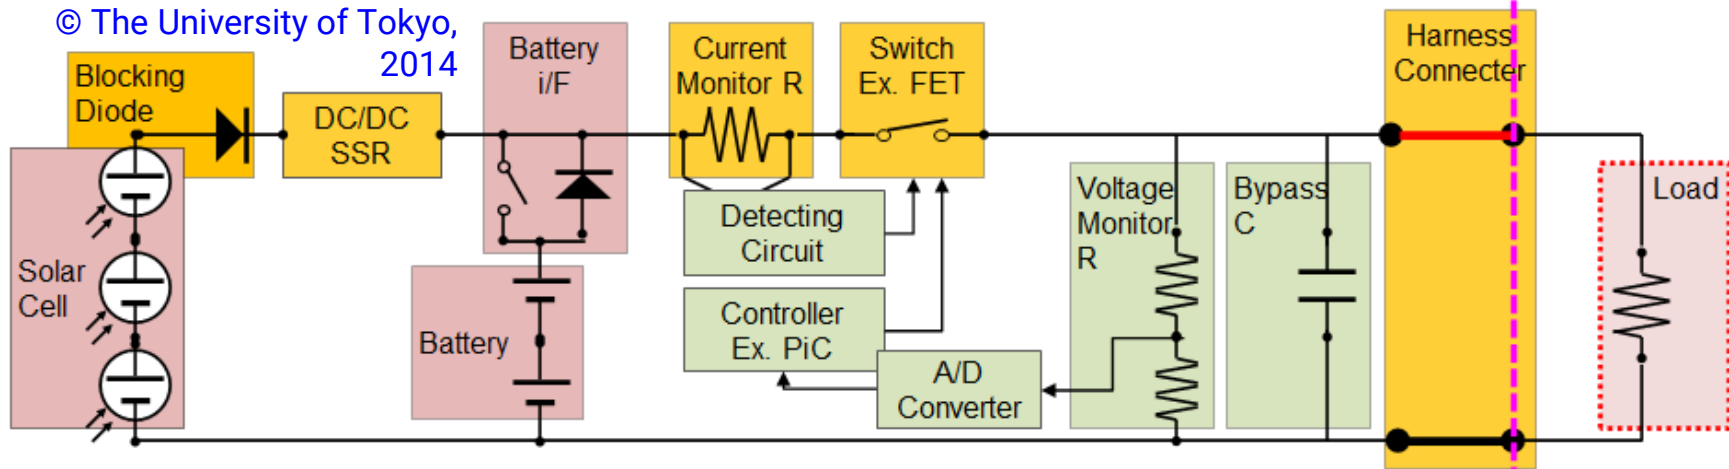 © The University of Tokyo,
2014
Blocking
Diode
DC/DC
SSR
Battery
i/F
Current
Monitor R
Switch
Ex. FET
Harness
Connecter
Solar
Cell
Battery
Detecting
Circuit
Controller
Ex. PiC
A/D
Converter
Voltage
Monitor
R
Bypass
C
Load